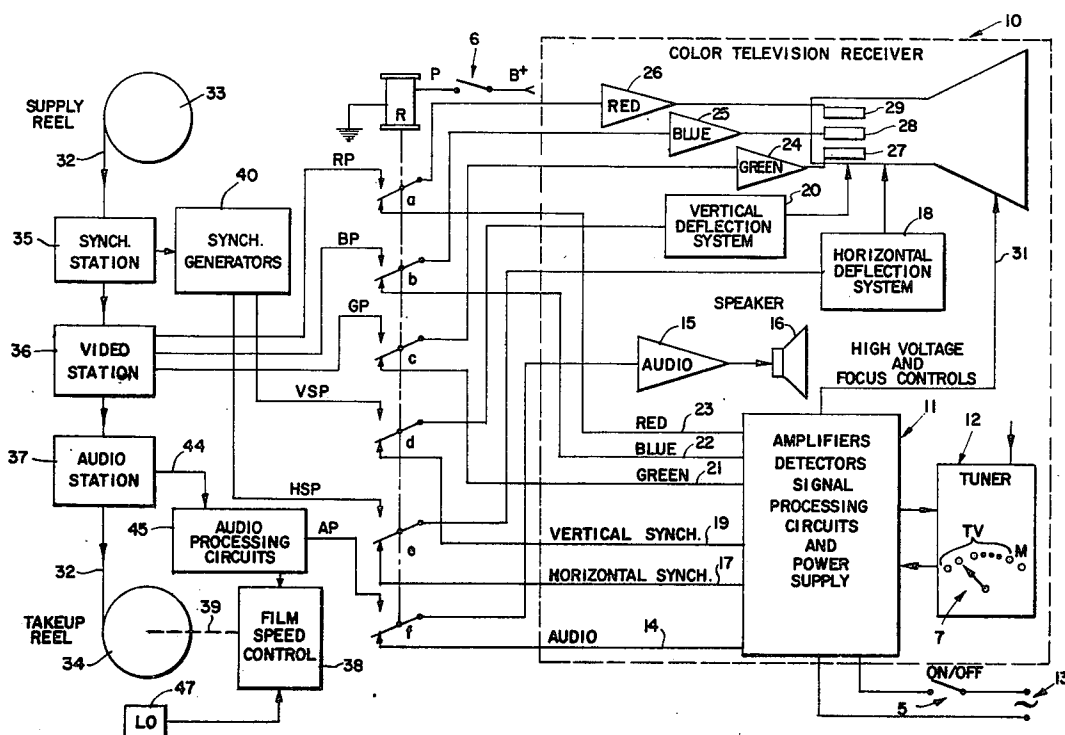 10
6
P
B+
COLOR TELEVISION RECEIVER
33
SUPPLY
REEL
32
R
26
RED
25
BLUE
24
GREEN
29
28
27
RP
a
40
35
SYNCH.
STATION
SYNCH.
GENERATORS
20
VERTICAL
DEFLECTION
SYSTEM
18
HORIZONTAL
DEFLECTION
SYSTEM
31
BP
b
GP
36
VIDEO
STATION
c
SPEAKER
15
16
AUDIO
HIGH VOLTAGE
AND
FOCUS CONTROLS
VSP
d
37
AUDIO
STATION
44
RED
23
BLUE
22
GREEN
21
11
AMPLIFIERS
DETECTORS
SIGNAL
PROCESSING
CIRCUITS
AND
POWER
SUPPLY
12
TUNER
TV
M
7
HSP
45
AUDIO
PROCESSING
CIRCUITS
AP
e
VERTICAL SYNCH.
19
HORIZONTAL SYNCH.
17
32
39
TAKEUP
REEL
34
FILM
SPEED
CONTROL
38
f
AUDIO
14
47
LO
ON/OFF
5
13